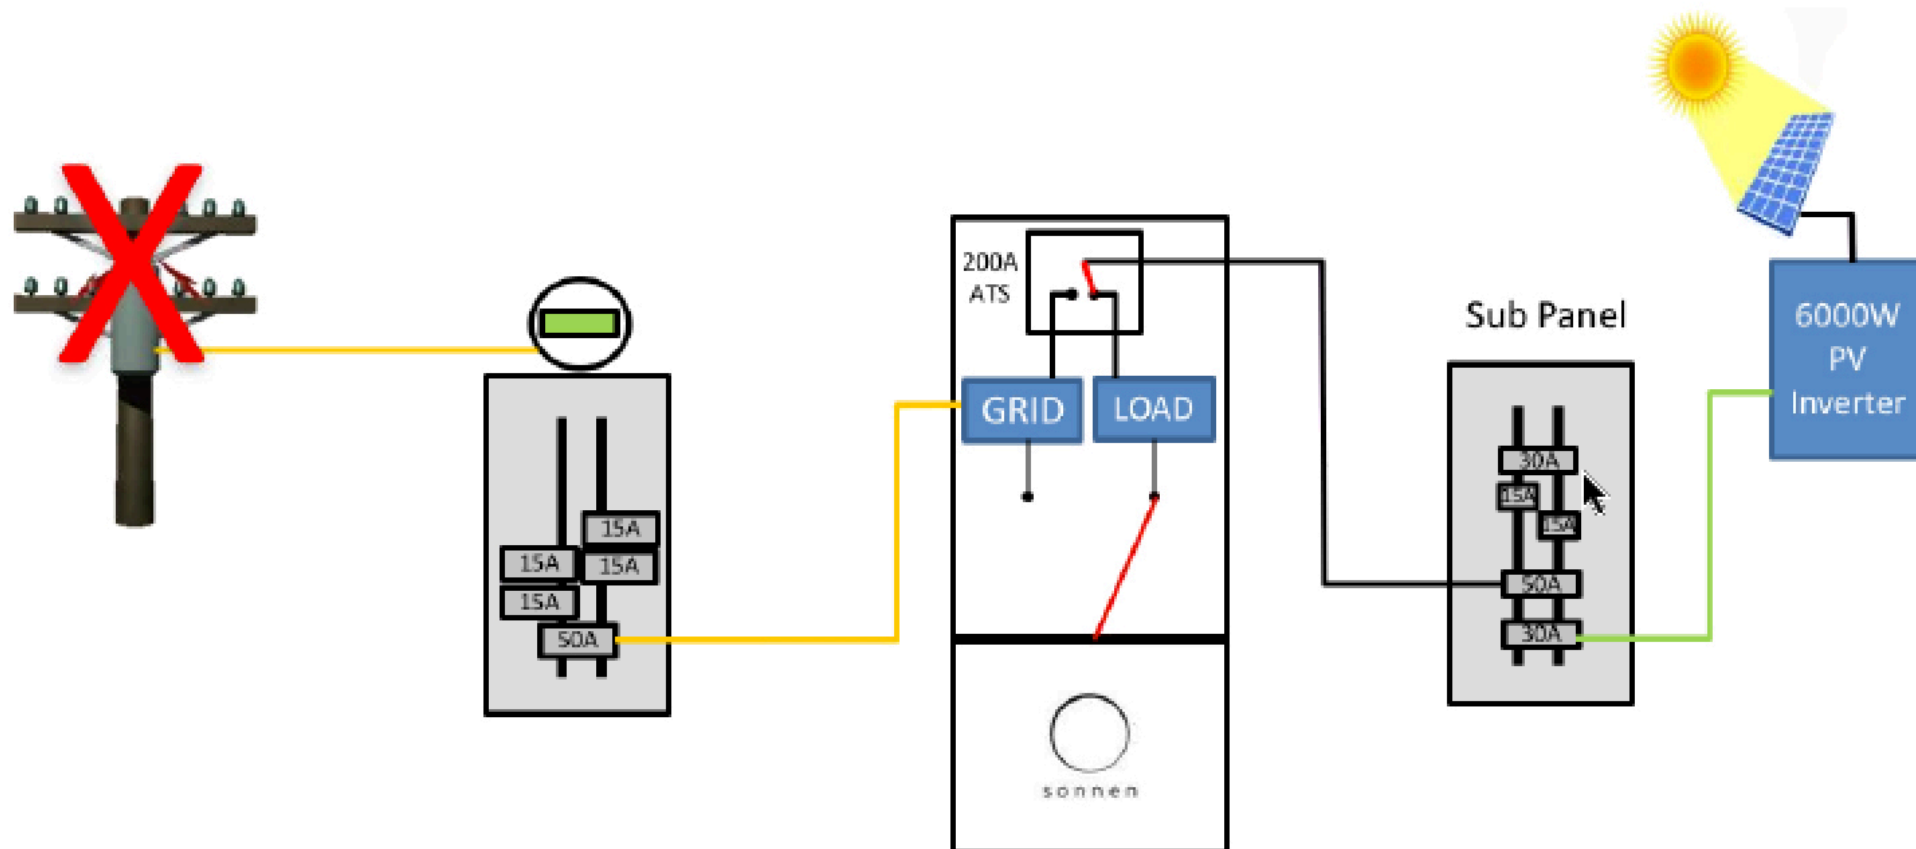 200A
ATS
GRID
LOAD
Sub Panel
6000W
PV
Inverter
15A
15A
15A
15A
50A
30A
15A
15A
50A
30A
sonnen